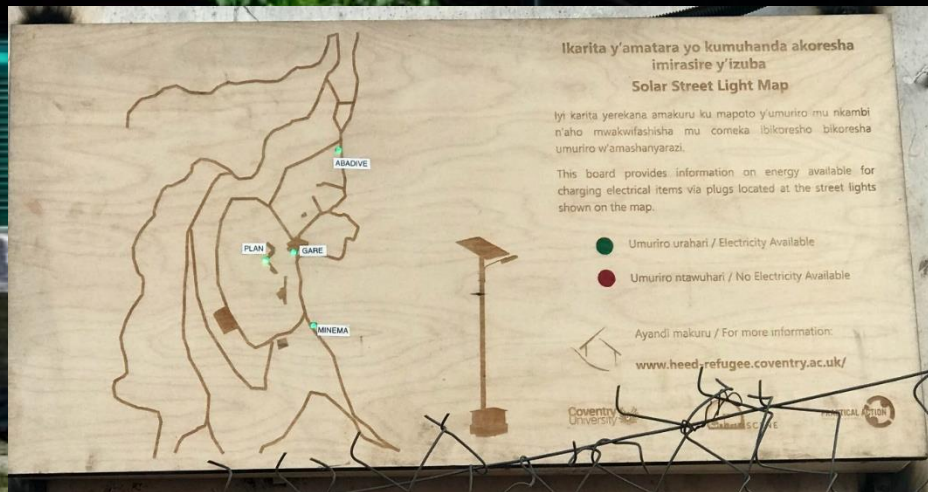 Ikarita y'amatara yo kumuhanda akoresha
imirasire y'izuba
Solar Street Light Map
Iyi karita yerekana amakuru ku mapoto y'umuriro mu nkambi
n'aho mwakwifashisha mu comeka ibikoresho bikoresha
umuriro w'amashanyarazi.
This board provides information on energy available for
charging electrical items via plugs located at the street lights
shown on the map.
Umuriro urahari / Electricity Available
Umuriro ntawuhari / No Electricity Available
Ayandi makuru / For more information:
www.heed-refugee.coventry.ac.uk/
Coventry
University
PRACTICAL ACTION
ABADIVE
PLAN
GARE
MINEMA